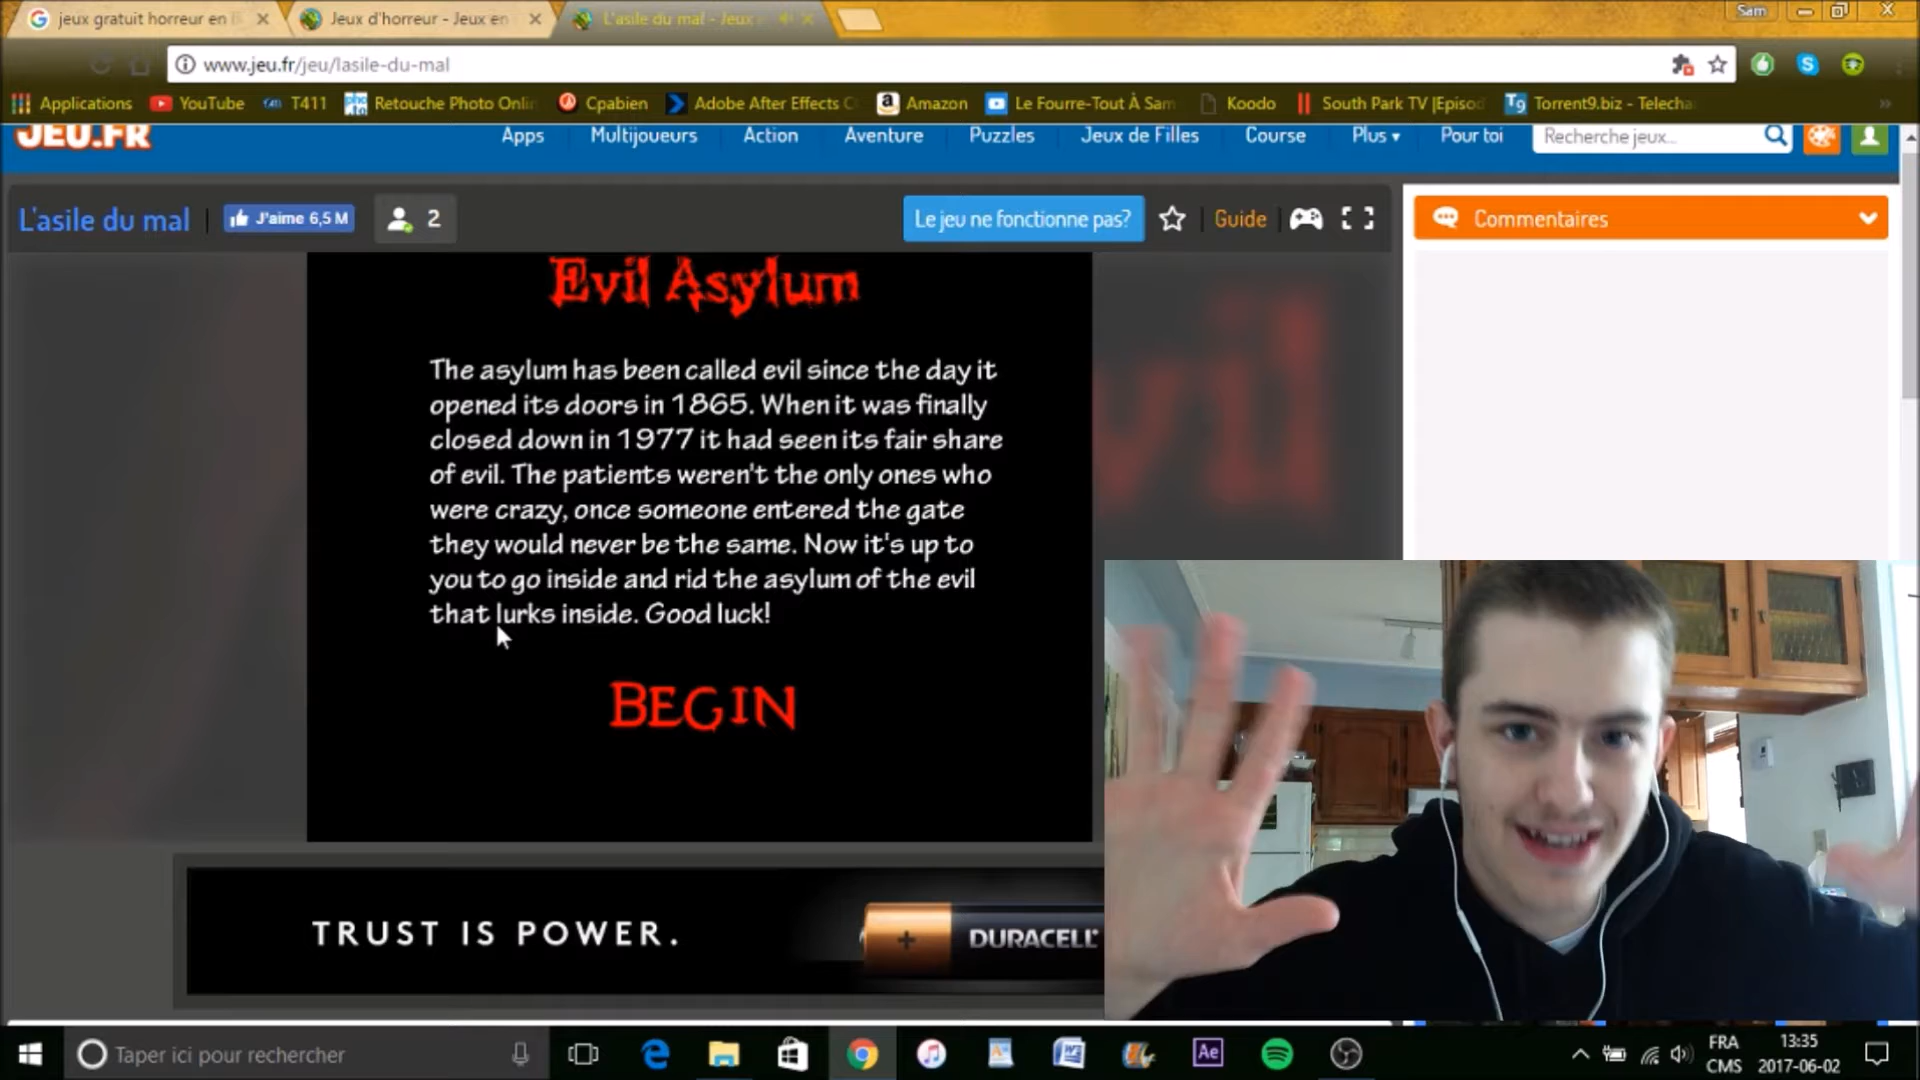 jeux gratuit horreur en l
Jeux d'horreur - Jeux en
L'asile du mal - Jeux e
Sam
www.jeu.fr/jeu/lasile-du-mal
Applications YouTube T411 Retouche Photo Onlin Cpabien Adobe After Effects C Amazon Le Fourre-Tout À Sam Koodo South Park TV |Episod Torrent9.biz - Telecha
JEU.FR Apps Multijoueurs Action Aventure Puzzles Jeux de Filles Course Plus Pour toi Recherche jeux...
L'asile du mal J'aime 6,5 M 2 Le jeu ne fonctionne pas? Guide Commentaires
Evil Asylum
The asylum has been called evil since the day it
opened its doors in 1865. When it was finally
closed down in 1977 it had seen its fair share
of evil. The patients weren't the only ones who
were crazy, once someone entered the gate
they would never be the same. Now it's up to
you to go inside and rid the asylum of the evil
that lurks inside. Good luck!
BEGIN
vil
TRUST IS POWER. DURACELL
Taper ici pour rechercher
Ae
FRA
CMS
13:35
2017-06-02